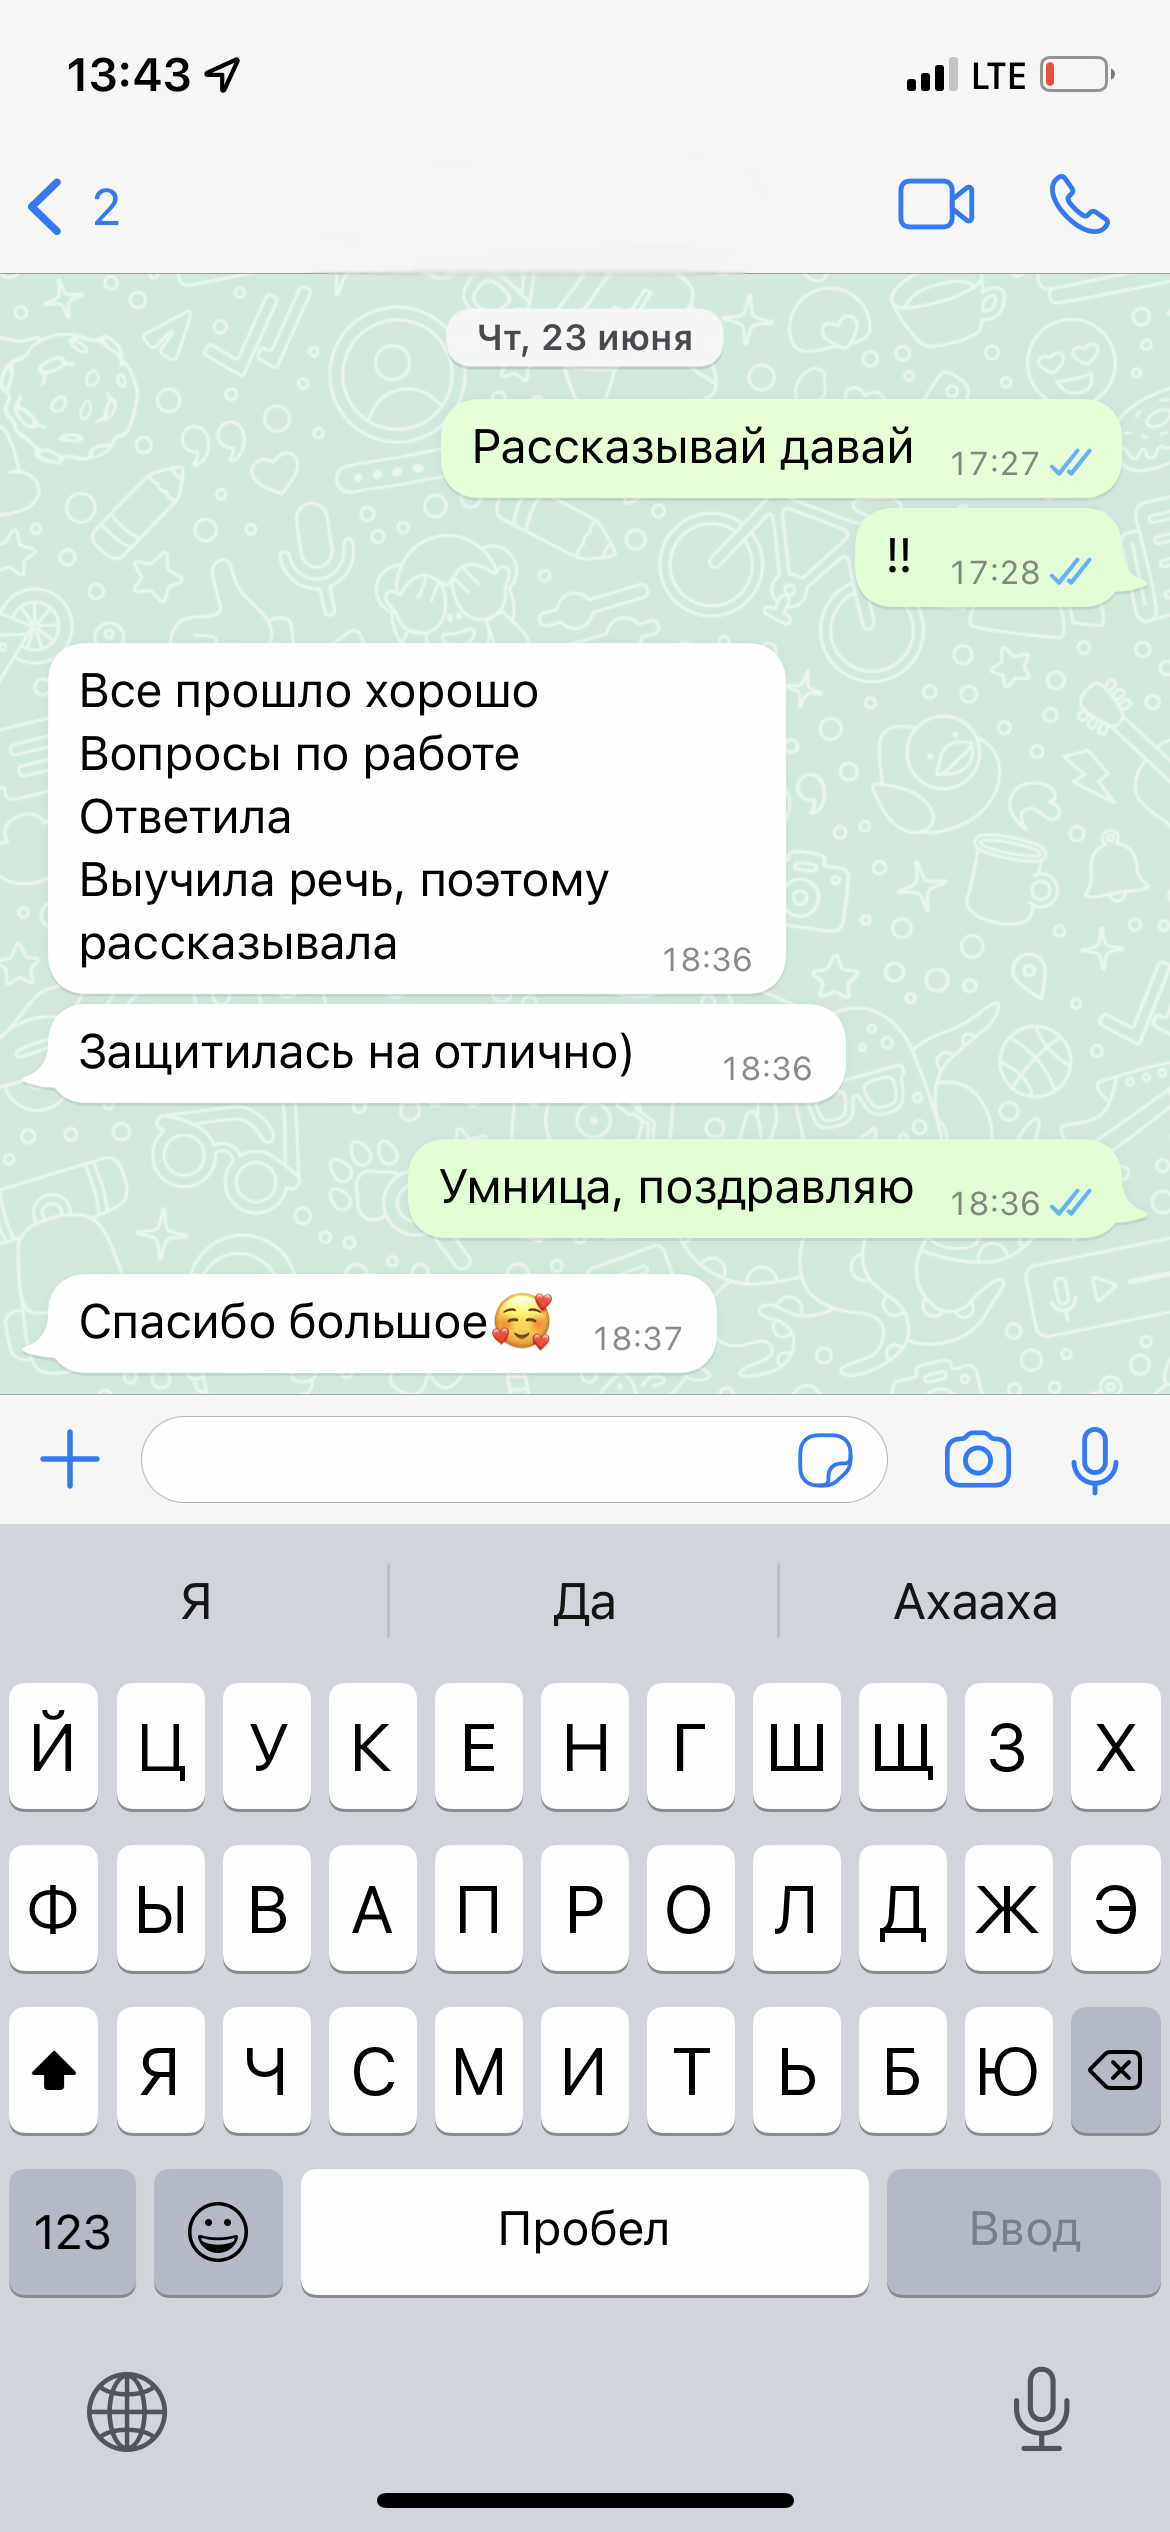 13:43
LTE
2
Чт, 23 июня
Рассказывай давай 17:27
!! 17:28
Все прошло хорошо
Вопросы по работе
Ответила
Выучила речь, поэтому
рассказывала 18:36
Защитилась на отлично) 18:36
Умница, поздравляю 18:36
Спасибо большое🥰 18:37
Я Да Ахааха
Й Ц У К Е Н Г Ш Щ З Х
Ф Ы В А П Р О Л Д Ж Э
Я Ч С М И Т Ь Б Ю
123 Пробел Ввод